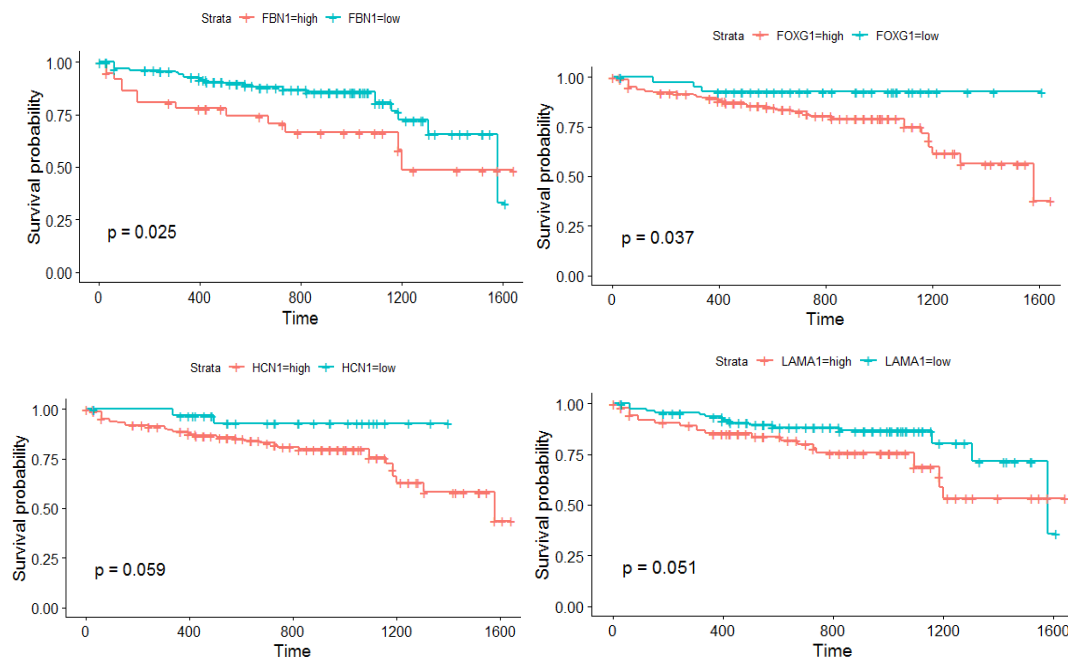 Strata FBN1=high FBN1=low
1.00
0.75
0.50
0.25
0.00
Survival probability
p = 0.025
0 400 800 1200 1600
Time
Strata FOXG1=high FOXG1=low
1.00
0.75
0.50
0.25
0.00
Survival probability
p = 0.037
0 400 800 1200 1600
Time
Strata HCN1=high HCN1=low
1.00
0.75
0.50
0.25
0.00
Survival probability
p = 0.059
0 400 800 1200 1600
Time
Strata LAMA1=high LAMA1=low
1.00
0.75
0.50
0.25
0.00
Survival probability
p = 0.051
0 400 800 1200 1600
Time